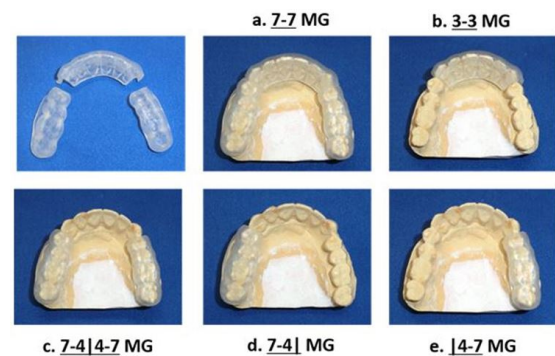 a. 7-7 MG
b. 3-3 MG
c. 7-4|4-7 MG
d. 7-4| MG
e. |4-7 MG